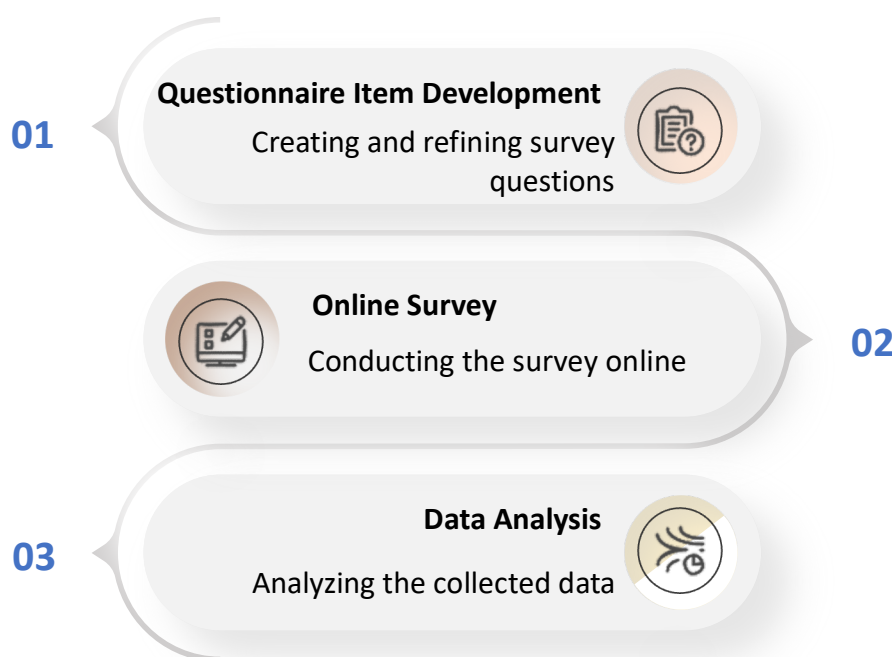 01
Questionnaire Item Development
Creating and refining survey
questions
Online Survey
Conducting the survey online
02
03
Data Analysis
Analyzing the collected data